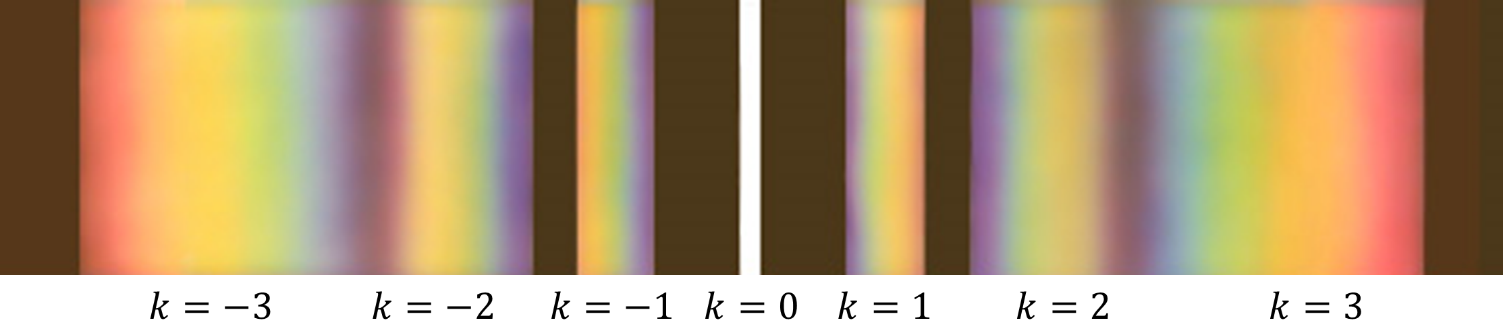 k = −3 k = −2 k = −1 k = 0 k = 1 k = 2 k = 3